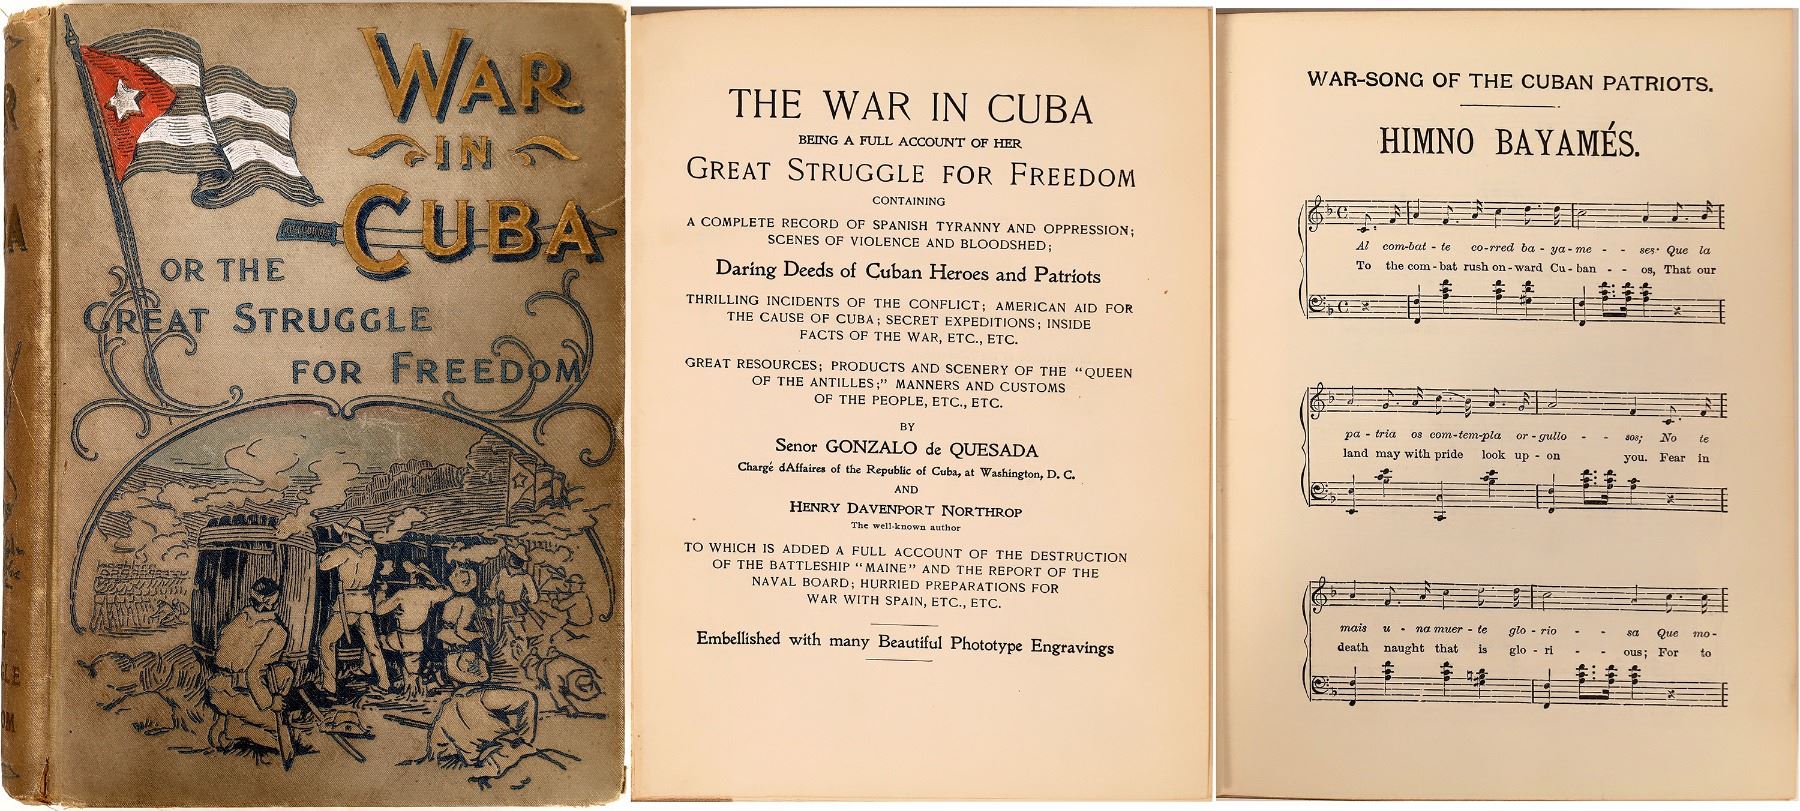 WAR
IN
CUBA
OR THE
GREAT STRUGGLE
FOR FREEDOM
THE WAR IN CUBA
BEING A FULL ACCOUNT OF HER
GREAT STRUGGLE FOR FREEDOM
CONTAINING
A COMPLETE RECORD OF SPANISH TYRANNY AND OPPRESSION;
SCENES OF VIOLENCE AND BLOODSHED;
Daring Deeds of Cuban Heroes and Patriots
THRILLING INCIDENTS OF THE CONFLICT; AMERICAN AID FOR
THE CAUSE OF CUBA; SECRET EXPEDITIONS; INSIDE
FACTS OF THE WAR, ETC., ETC.
GREAT RESOURCES; PRODUCTS AND SCENERY OF THE "QUEEN
OF THE ANTILLES;" MANNERS AND CUSTOMS
OF THE PEOPLE, ETC., ETC.
BY
Senor GONZALO de QUESADA
Chargé dAffaires of the Republic of Cuba, at Washington, D. C.
AND
HENRY DAVENPORT NORTHROP
The well-known author
TO WHICH IS ADDED A FULL ACCOUNT OF THE DESTRUCTION
OF THE BATTLESHIP "MAINE" AND THE REPORT OF THE
NAVAL BOARD; HURRIED PREPARATIONS FOR
WAR WITH SPAIN, ETC., ETC.
Embellished with many Beautiful Phototype Engravings
WAR-SONG OF THE CUBAN PATRIOTS.
HIMNO BAYAMÉS.
Al com-bat - te co-rred ba - ya - me - - ses· Que la
To the com - bat rush on - ward Cu - ban - - os, That our
pa - tria os com-tem-pla or - gullo - - sos; No te
land may with pride look up - on you. Fear in
mais u - na muer - te glo - rio - - sa Que mo-
death naught that is glo - ri - - ous; For to